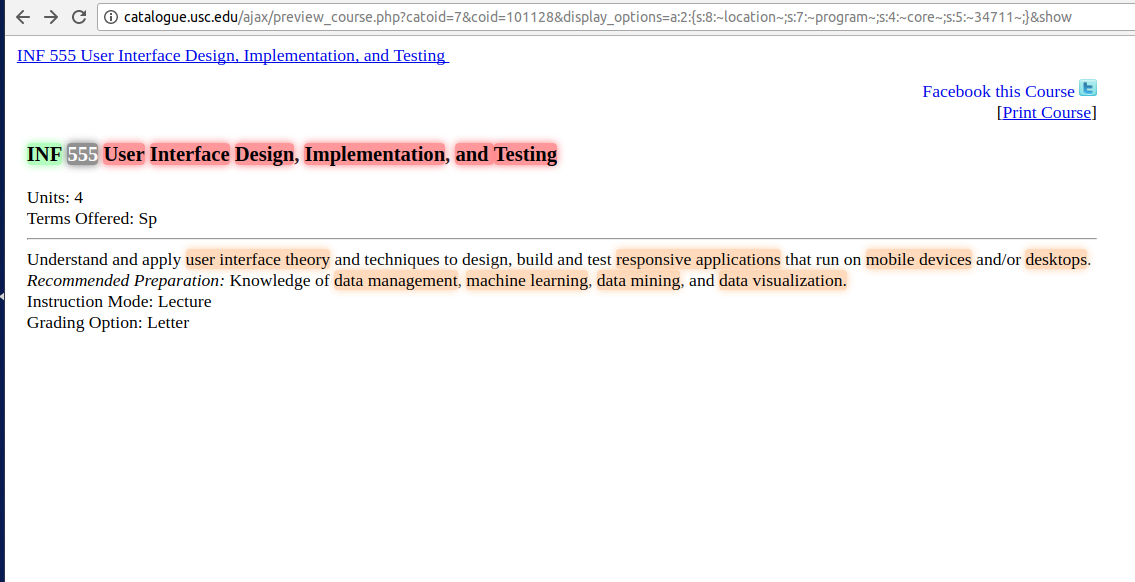 catalogue.usc.edu/ajax/preview_course.php?catoid=7&coid=101128&display_options=a:2:{s:8:~location~;s:7:~program~;s:4:~core~;s:5:~34711~;}&show
INF 555 User Interface Design, Implementation, and Testing
Facebook this Course
[Print Course]
INF 555 User Interface Design, Implementation, and Testing
Units: 4
Terms Offered: Sp
Understand and apply user interface theory and techniques to design, build and test responsive applications that run on mobile devices and/or desktops.
Recommended Preparation: Knowledge of data management, machine learning, data mining, and data visualization.
Instruction Mode: Lecture
Grading Option: Letter